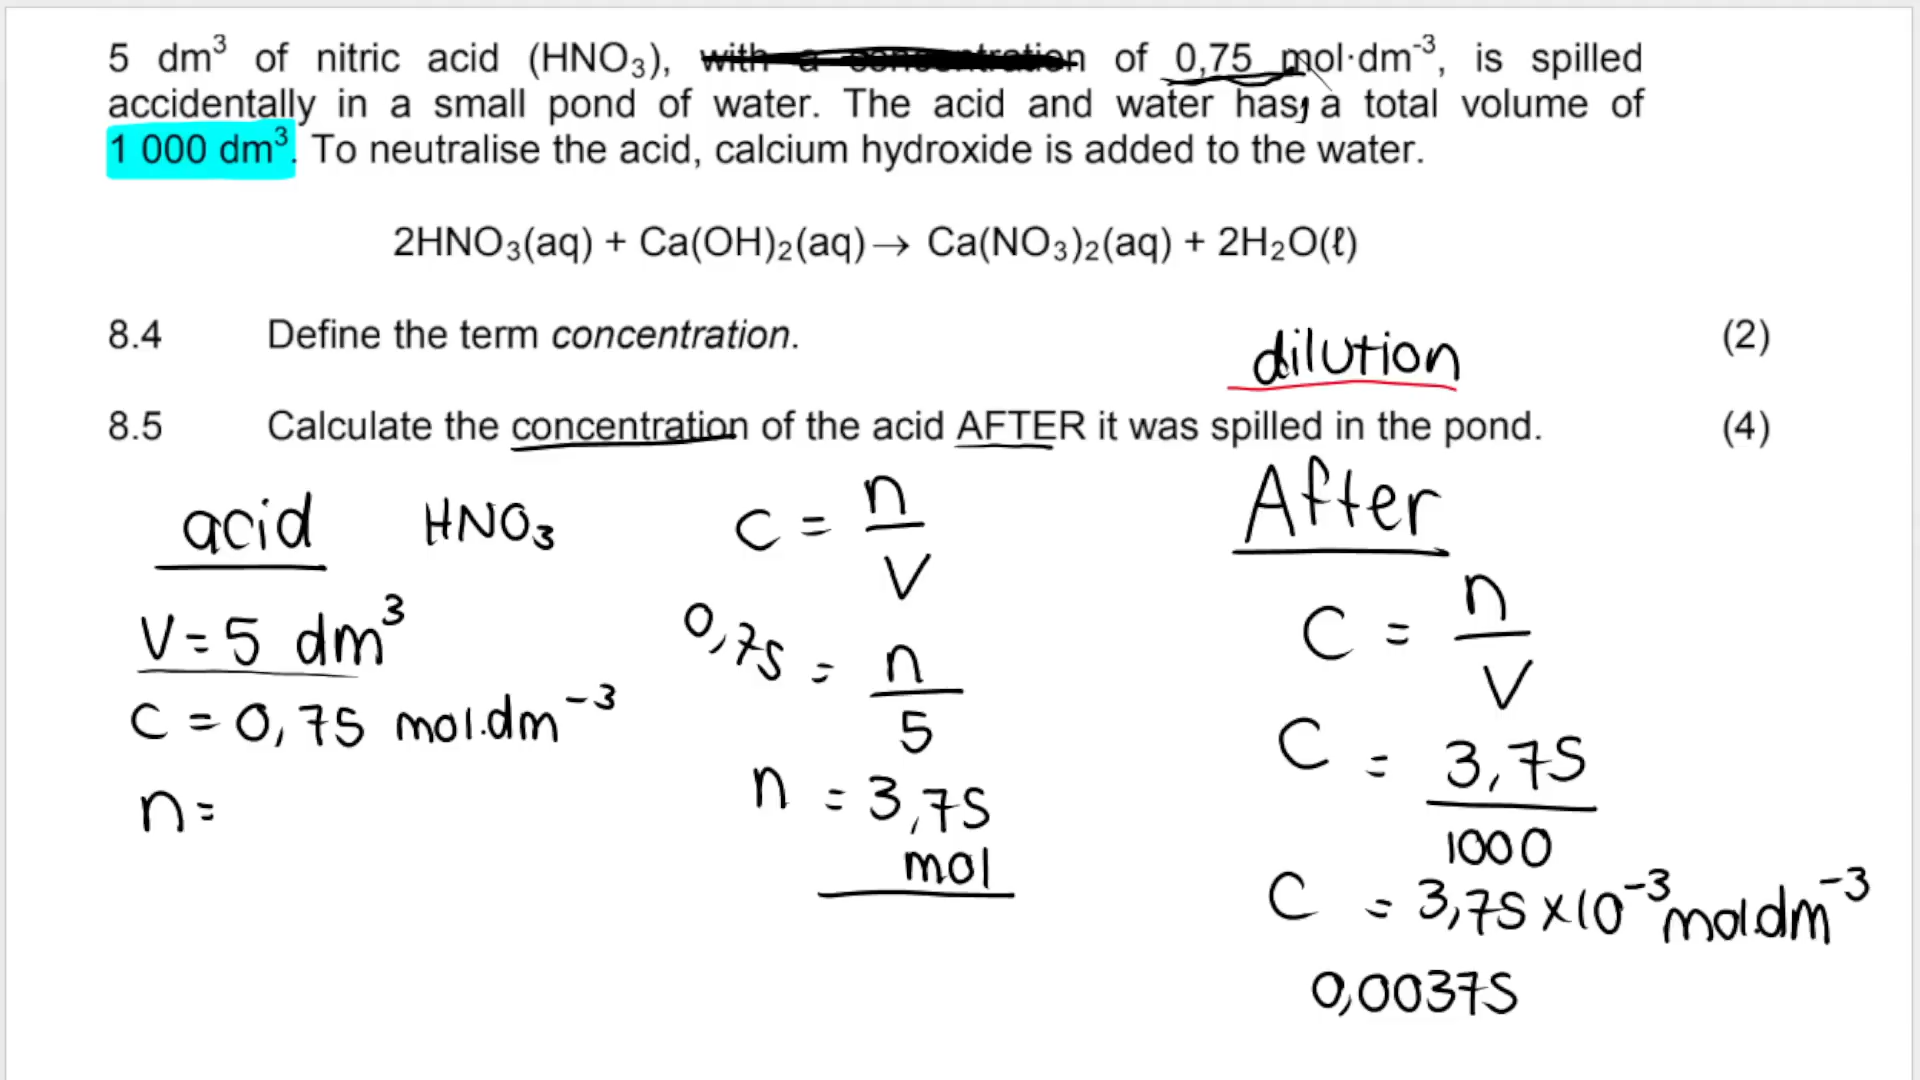 5 dm³ of nitric acid (HNO₃), with a concentration of 0,75 mol·dm⁻³, is spilled
accidentally in a small pond of water. The acid and water has a total volume of
1 000 dm³. To neutralise the acid, calcium hydroxide is added to the water.
2HNO₃(aq) + Ca(OH)₂(aq) → Ca(NO₃)₂(aq) + 2H₂O(ℓ)
8.4 Define the term concentration. (2)
dilution
8.5 Calculate the concentration of the acid AFTER it was spilled in the pond. (4)
acid HNO₃
V = 5 dm³
C = 0,75 mol.dm⁻³
n =
C = n/V
0,75 = n/5
n = 3,75
mol
After
C = n/V
C = 3,75/1000
C = 3,75 x10⁻³ mol.dm⁻³
0,00375